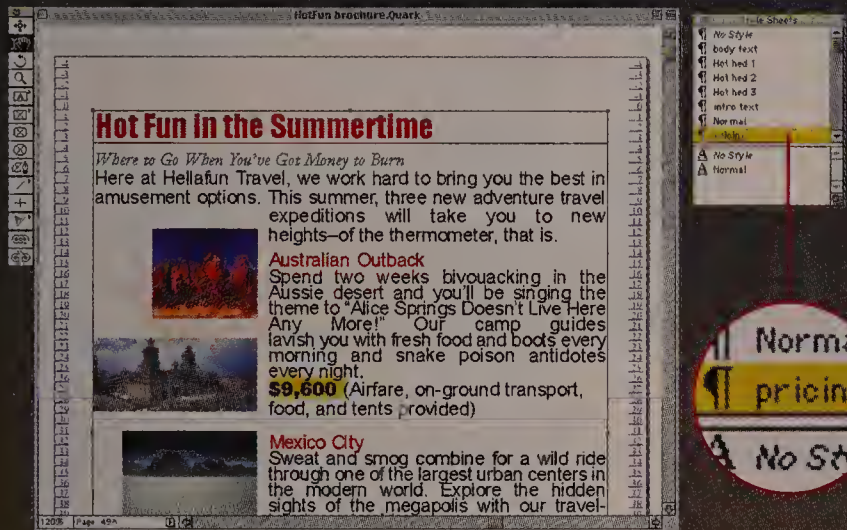 HotFun brochure.Quark
Hot Fun in the Summertime
Where to Go When You've Got Money to Burn
Here at Hellafun Travel, we work hard to bring you the best in
amusement options. This summer, three new adventure travel
expeditions will take you to new
heights—of the thermometer, that is.
Australian Outback
Spend two weeks bivouacking in the
Aussie desert and you'll be singing the
theme to "Alice Springs Doesn't Live Here
Any More!" Our camp guides
lavish you with fresh food and boots every
morning and snake poison antidotes
every night.
$9,600 (Airfare, on-ground transport,
food, and tents provided)
Mexico City
Sweat and smog combine for a wild ride
through one of the largest urban centers in
the modern world. Explore the hidden
sights of the megapolis with our travel-
120% Page 49A
Style Sheets
¶ No Style
¶ body text
¶ Hot hed 1
¶ Hot hed 2
¶ Hot hed 3
¶ intro text
¶ Normal
A No Style
A Normal
¶ Norma
¶ pricin
A No St